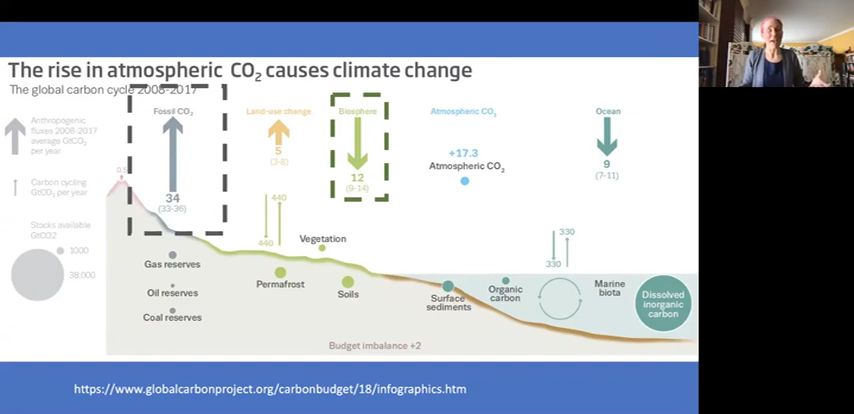 The rise in atmospheric CO₂ causes climate change
The global carbon cycle 2008-2017
Anthropogenic
fluxes 2008-2017
average GtCO₂
per year
Carbon cycling
GtCO₂ per year
Stocks available
GtCO2
1000
38.000
0.5
Fossil CO₂
34
(33-36)
Land-use change
5
(3-8)
Biosphere
12
(9-14)
Atmospheric CO₂
+17.3
Atmospheric CO₂
Ocean
9
(7-11)
440
440
Vegetation
330
330
Gas reserves
Oil reserves
Coal reserves
Permafrost
Soils
Surface
sediments
Organic
carbon
Marine
biota
Dissolved
inorganic
carbon
Budget imbalance +2
https://www.globalcarbonproject.org/carbonbudget/18/infographics.htm